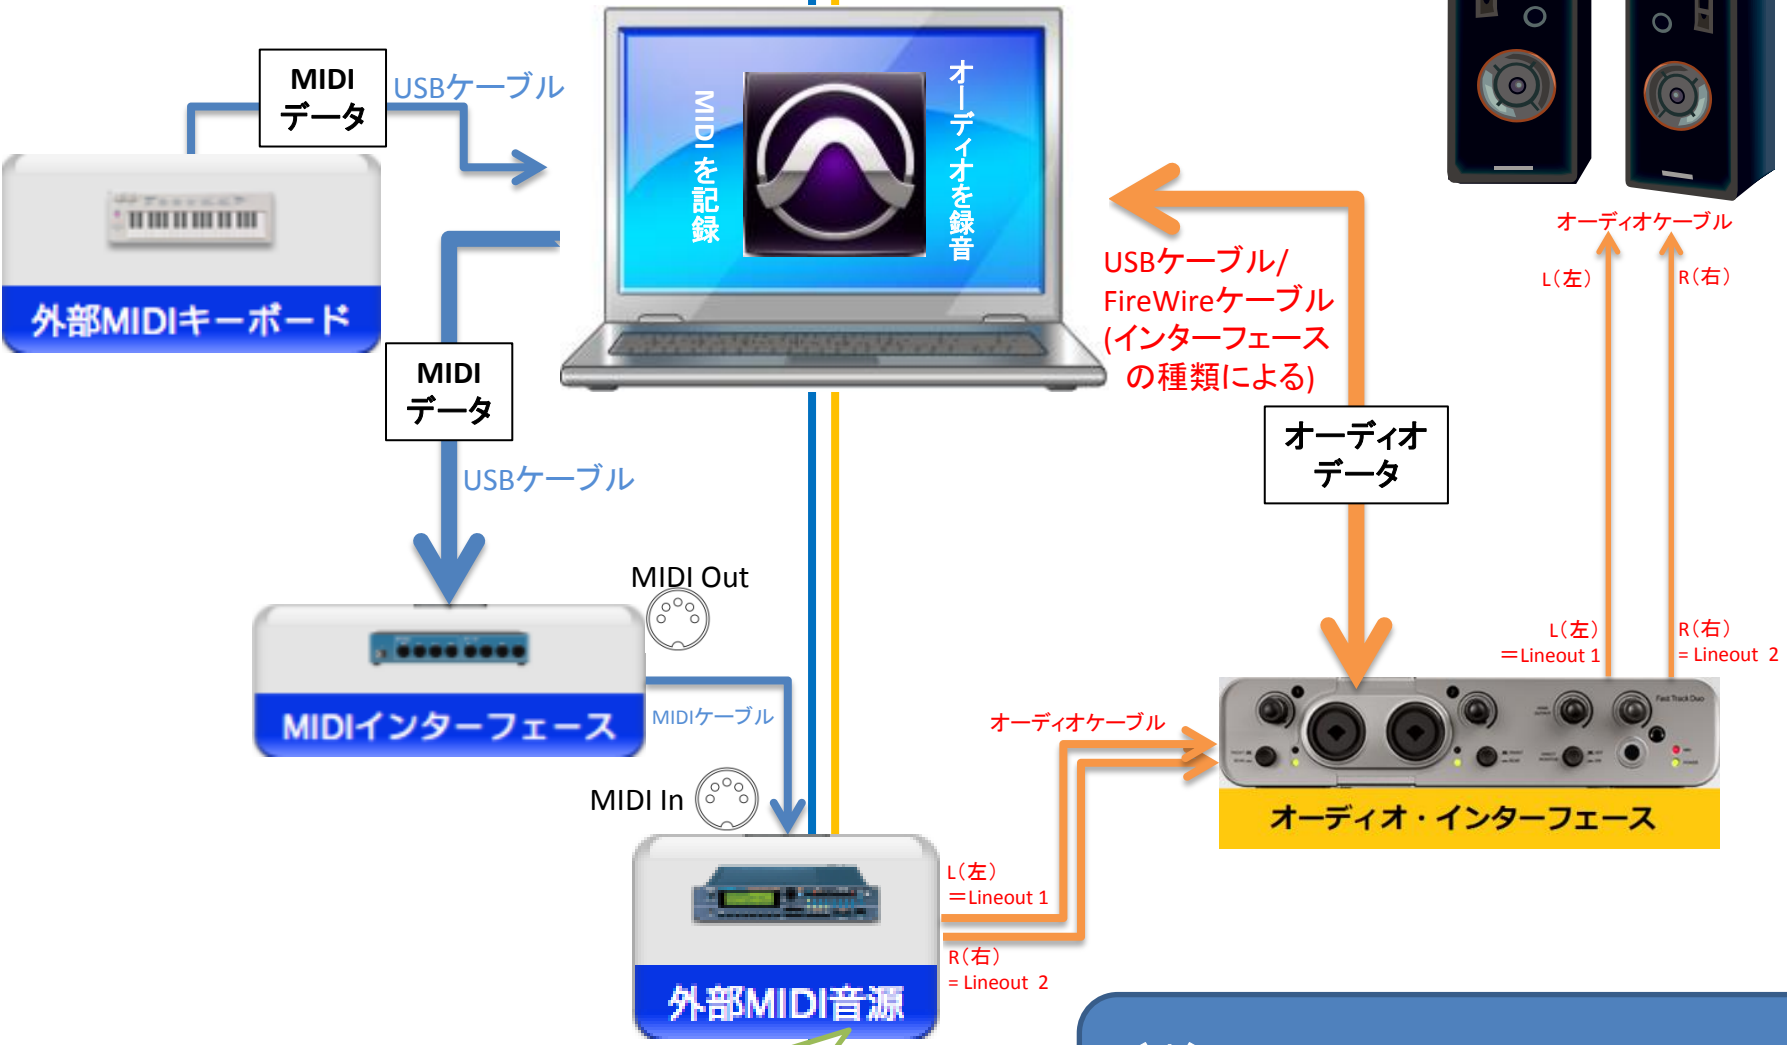 MIDI
データ
USBケーブル
MIDIを記録
オーディオを録音
外部MIDIキーボード
MIDI
データ
USBケーブル
USBケーブル/
FireWireケーブル
(インターフェース
の種類による)
オーディオケーブル
L(左)
R(右)
オーディオ
データ
MIDI Out
MIDIインターフェース
MIDIケーブル
MIDI In
L(左)
=Lineout 1
R(右)
= Lineout 2
オーディオケーブル
Fast Track Duo
オーディオ・インターフェース
L(左)
=Lineout 1
R(右)
= Lineout 2
外部MIDI音源